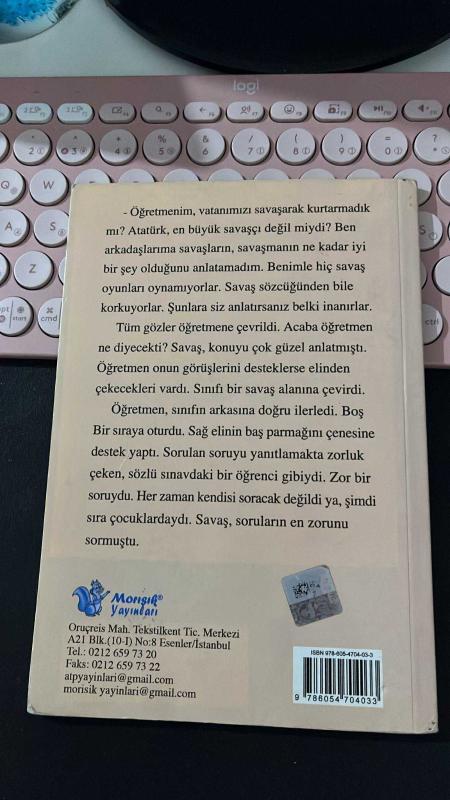 logi
- Öğretmenim, vatanımızı savaşarak kurtarmadık
mı? Atatürk, en büyük savaşçı değil miydi? Ben
arkadaşlarıma savaşların, savaşmanın ne kadar iyi
bir şey olduğunu anlatamadım. Benimle hiç savaş
oyunları oynamıyorlar. Savaş sözcüğünden bile
korkuyorlar. Şunlara siz anlatırsanız belki inanırlar.
Tüm gözler öğretmene çevrildi. Acaba öğretmen
ne diyecekti? Savaş, konuyu çok güzel anlatmıştı.
Öğretmen onun görüşlerini desteklerse elinden
çekecekleri vardı. Sınıfı bir savaş alanına çevirdi.
Öğretmen, sınıfın arkasına doğru ilerledi. Boş
Bir sıraya oturdu. Sağ elinin baş parmağını çenesine
destek yaptı. Sorulan soruyu yanıtlamakta zorluk
çeken, sözlü sınavdaki bir öğrenci gibiydi. Zor bir
soruydu. Her zaman kendisi soracak değildi ya, şimdi
sıra çocuklardaydı. Savaş, soruların en zorunu
sormuştu.
Morisik®
Yayınları
Oruçreis Mah. Tekstilkent Tic. Merkezi
A21 Blk.(10-I) No:8 Esenler/İstanbul
Tel.: 0212 659 73 20
Faks: 0212 659 73 22
atpyayinlari@gmail.com
morisik yayinlari@gmail.com
ISBN 978-605-4704-03-3
9 786054 704033
Q
W
A
S
Z
opt
start
cmd
ctrl